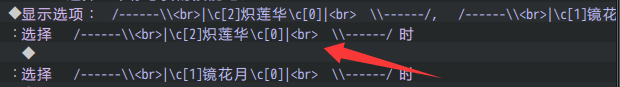 ◆显示选项： /------\\<br>|\c[2]炽莲华\c[0]|<br> \\------/, /------\\<br>|\c[1]镜花
：选择 /------\\<br>|\c[2]炽莲华\c[0]|<br> \\------/ 时
◆
：选择 /------\\<br>|\c[1]镜花月\c[0]|<br> \\------/ 时